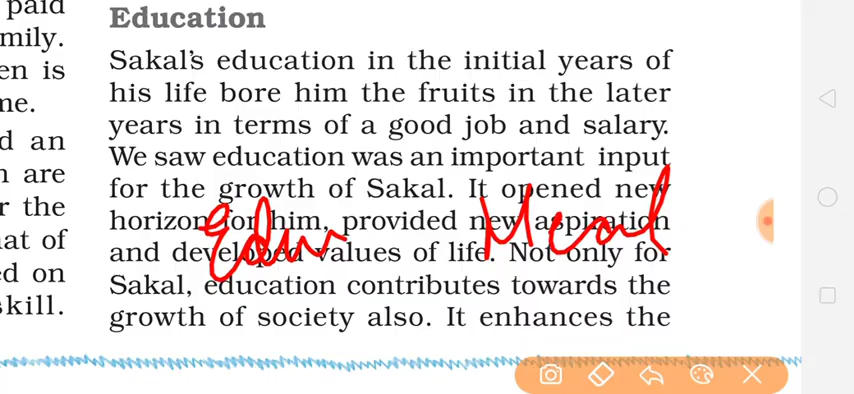 paid
mily.
en is
me.
d an
n are
r the
at of
ed on
skill.
Education
Sakal's education in the initial years of
his life bore him the fruits in the later
years in terms of a good job and salary.
We saw education was an important input
for the growth of Sakal. It opened new
horizon for him, provided new aspiration
and developed values of life. Not only for
Sakal, education contributes towards the
growth of society also. It enhances the